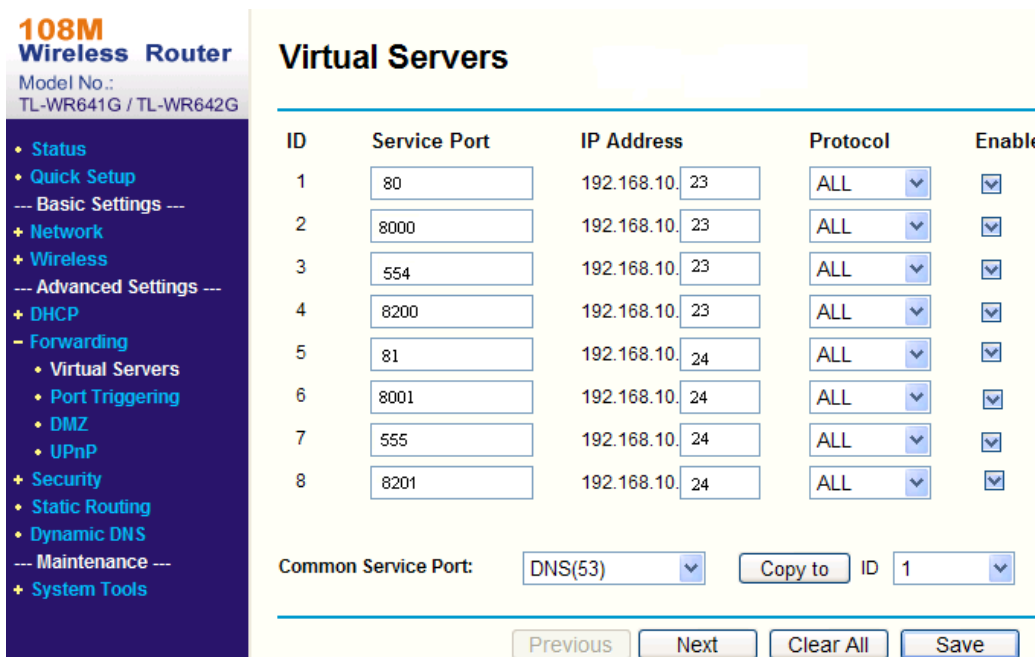 108M
Wireless Router
Model No.:
TL-WR641G / TL-WR642G
• Status
• Quick Setup
--- Basic Settings ---
+ Network
+ Wireless
--- Advanced Settings ---
+ DHCP
− Forwarding
• Virtual Servers
• Port Triggering
• DMZ
• UPnP
+ Security
• Static Routing
• Dynamic DNS
--- Maintenance ---
+ System Tools
Virtual Servers
ID Service Port IP Address Protocol Enable
1 80 192.168.10. 23 ALL
2 8000 192.168.10. 23 ALL
3 554 192.168.10. 23 ALL
4 8200 192.168.10. 23 ALL
5 81 192.168.10. 24 ALL
6 8001 192.168.10. 24 ALL
7 555 192.168.10. 24 ALL
8 8201 192.168.10. 24 ALL
Common Service Port: DNS(53) Copy to ID 1
Previous Next Clear All Save